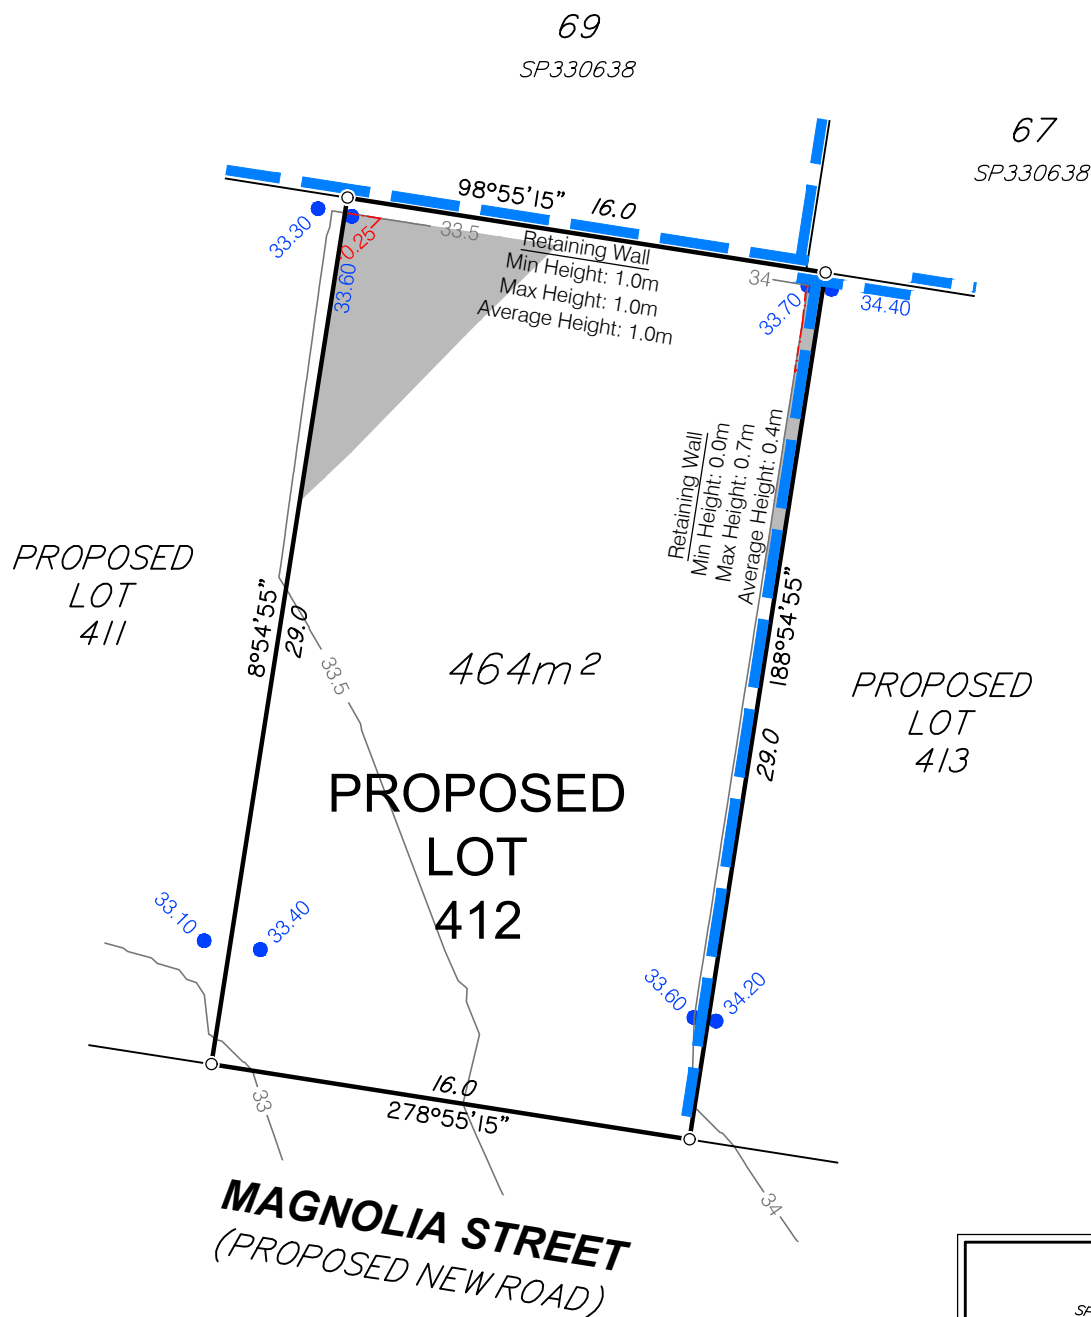 69
SP330638
67
SP330638
98°55'15" 16.0
33.30
0.25
33.5
33.60
Retaining Wall
Min Height: 1.0m
Max Height: 1.0m
Average Height: 1.0m
34
33.70
34.40
Retaining Wall
Min Height: 0.0m
Max Height: 0.7m
Average Height: 0.4m
PROPOSED
LOT
411
8°54'55"
29.0
33.5
464m²
188°54'55"
29.0
PROPOSED
LOT
413
PROPOSED
LOT
412
33.10
33.40
33.60
34.20
33
16.0
278°55'15"
34
MAGNOLIA STREET
(PROPOSED NEW ROAD)
SP